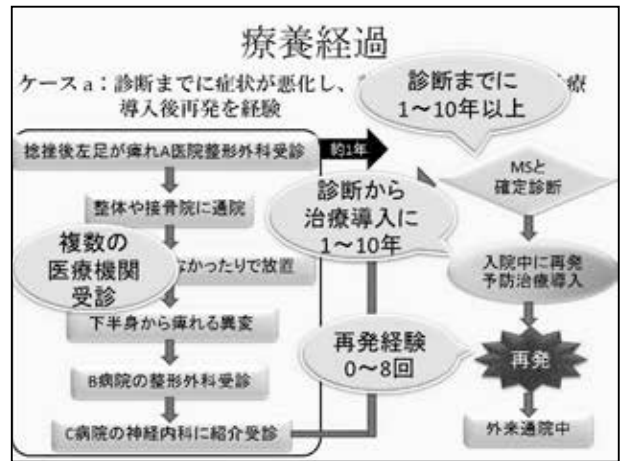 療養経過
ケースa:診断までに症状が悪化し、
療
導入後再発を経験
診断までに
1～10年以上
捻挫後左足が痺れA医院整形外科受診
約1年
MSと
確定診断
整体や接骨院に通院
診断から
治療導入に
1～10年
複数の
医療機関
受診
なかったりで放置
入院中に再発
予防治療導入
下半身から痺れる異変
再発経験
0～8回
再発
B病院の整形外科受診
C病院の神経内科に紹介受診
外来通院中